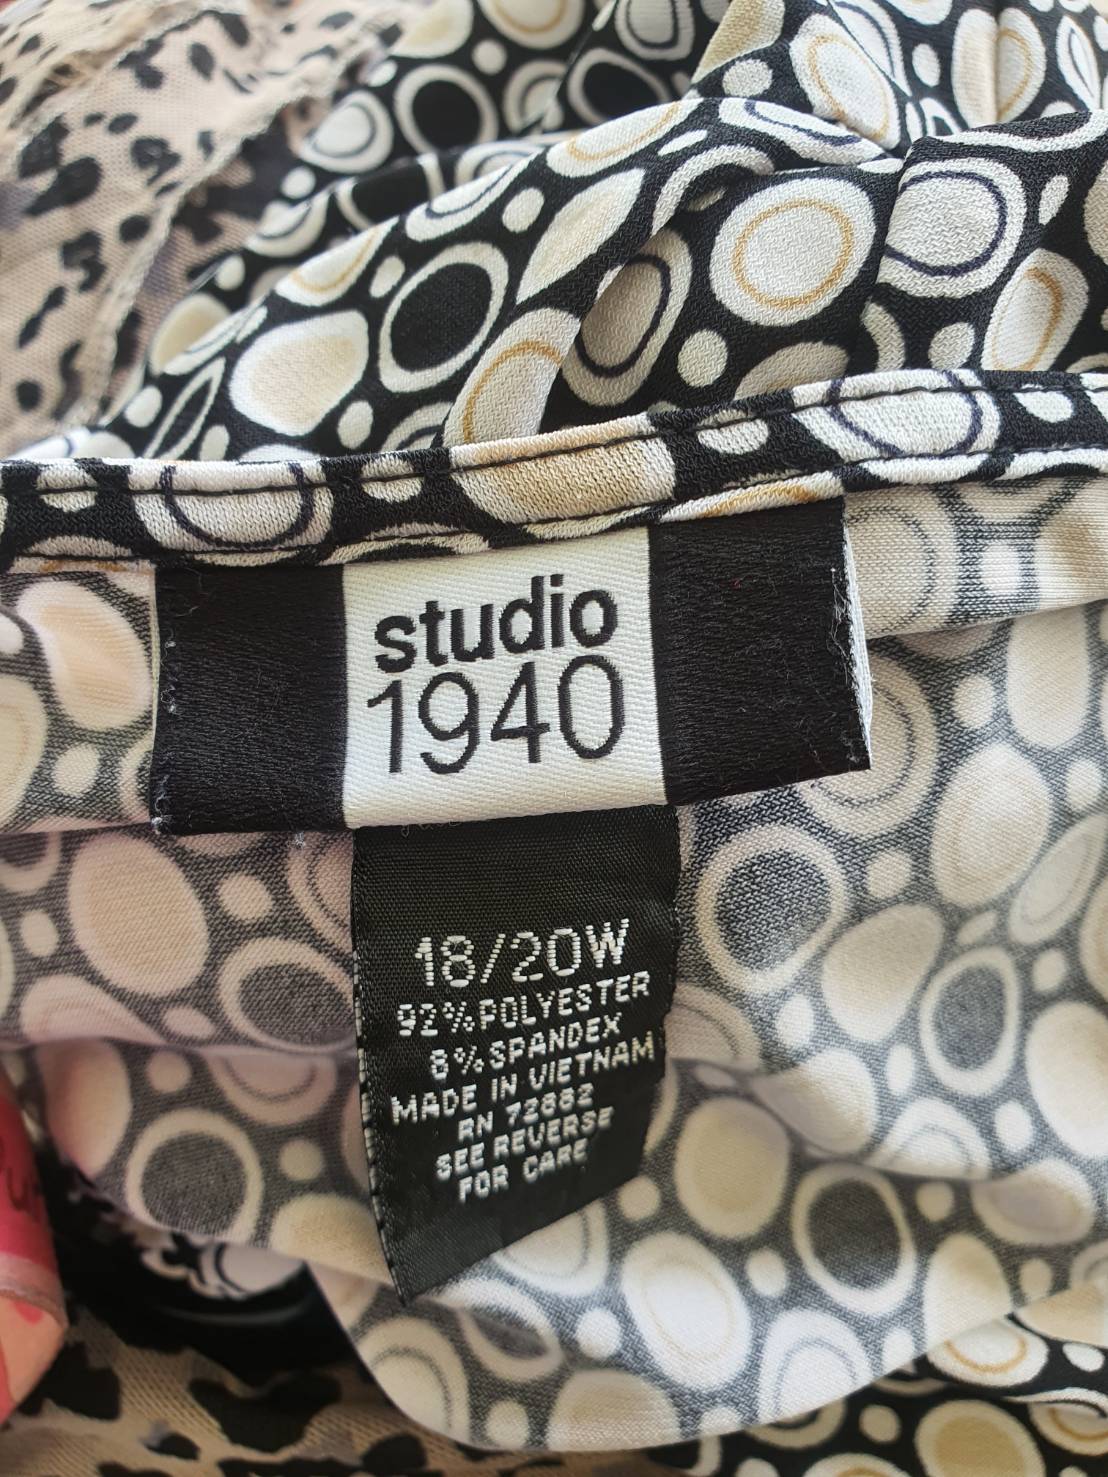 studio
1940
18/20W
92%POLYESTER
8%SPANDEX
MADE IN VIETNAM
RN 72882
SEE REVERSE
FOR CARE